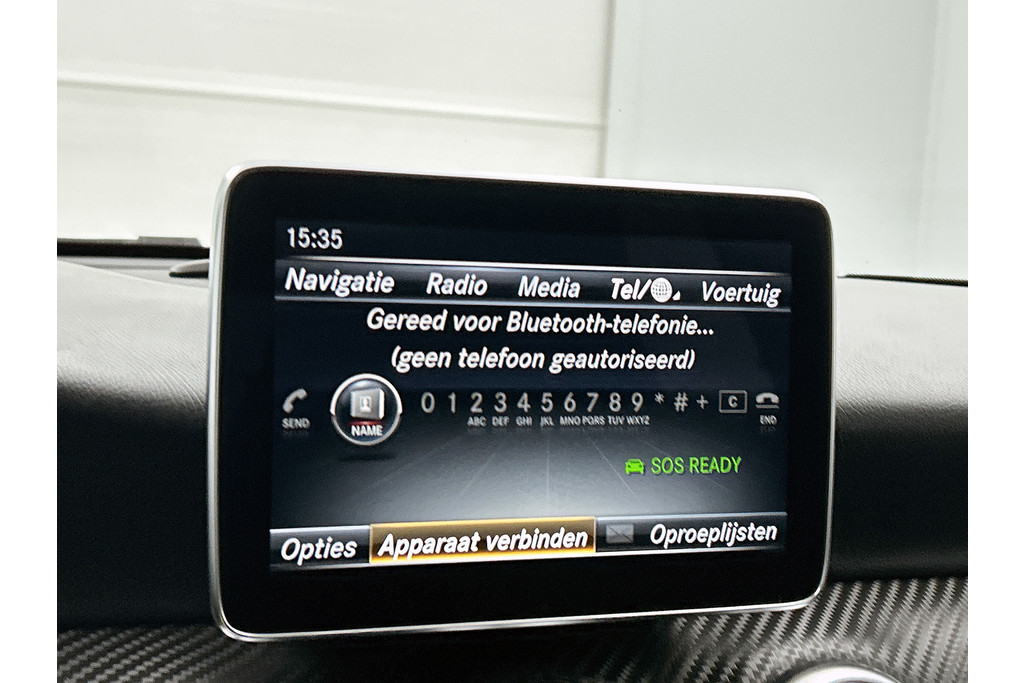 15:35
Navigatie Radio Media Tel/ Voertuig
Gereed voor Bluetooth-telefonie...
(geen telefoon geautoriseerd)
0 1 2 3 4 5 6 7 8 9 * # + C
SEND NAME ABC DEF GHI JKL MNO PQRS TUV WXYZ END
SOS READY
Opties Apparaat verbinden Oproeplijsten